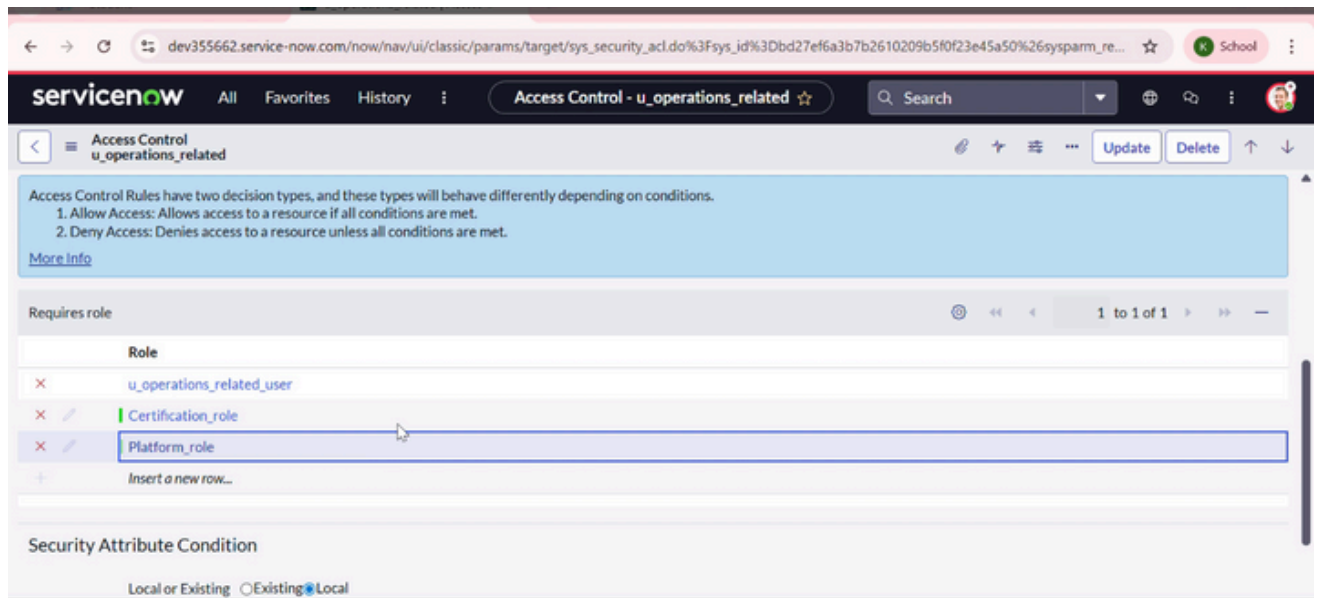 dev355662.service-now.com/now/nav/ui/classic/params/target/sys_security_acl.do%3Fsys_id%3Dbd27ef6a3b7b2610209b5f0f23e45a50%26sysparm_re...
K School
servicenow All Favorites History Access Control - u_operations_related Search
Access Control
u_operations_related
Update Delete
Access Control Rules have two decision types, and these types will behave differently depending on conditions.
1. Allow Access: Allows access to a resource if all conditions are met.
2. Deny Access: Denies access to a resource unless all conditions are met.
More Info
Requires role 1 to 1 of 1
Role
u_operations_related_user
Certification_role
Platform_role
Insert a new row...
Security Attribute Condition
Local or Existing Existing Local